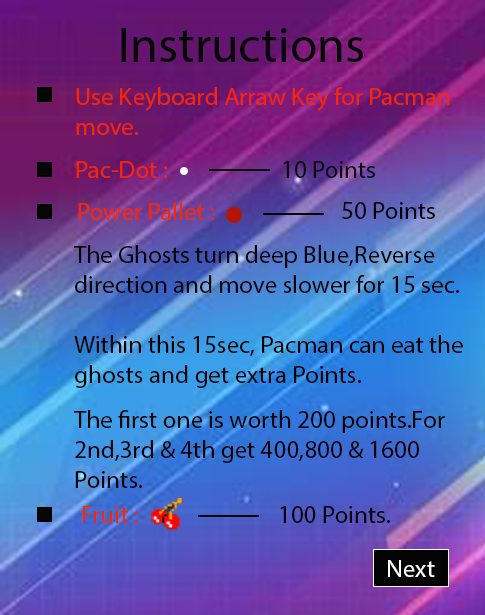 Instructions
Use Keyboard Arraw Key for Pacman
move.
Pac-Dot : 10 Points
Power Pallet : 50 Points
The Ghosts turn deep Blue,Reverse
direction and move slower for 15 sec.
Within this 15sec, Pacman can eat the
ghosts and get extra Points.
The first one is worth 200 points.For
2nd,3rd & 4th get 400,800 & 1600
Points.
Fruit : 100 Points.
Next